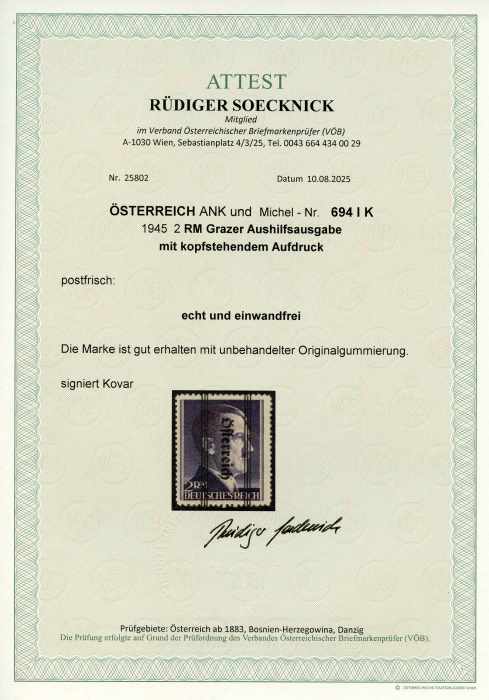 ATTEST
RÜDIGER SOECKNICK
Mitglied
im Verband Österreichischer Briefmarkenprüfer (VÖB)
A-1030 Wien, Sebastianplatz 4/3/25, Tel. 0043 664 434 00 29
Nr. 25802 Datum 10.08.2025
ÖSTERREICH ANK und Michel - Nr. 694 I K
1945 2 RM Grazer Aushilfsausgabe
mit kopfstehendem Aufdruck
postfrisch:
echt und einwandfrei
Die Marke ist gut erhalten mit unbehandelter Originalgummierung.
signiert Kovar
Österreich
2 RM
DEUTSCHES REICH
Rüdiger Soecknick
Prüfgebiete: Österreich ab 1883, Bosnien-Herzegowina, Danzig
Die Prüfung erfolgte auf Grund der Prüfordnung des Verbandes Österreichischer Briefmarkenprüfer (VÖB).